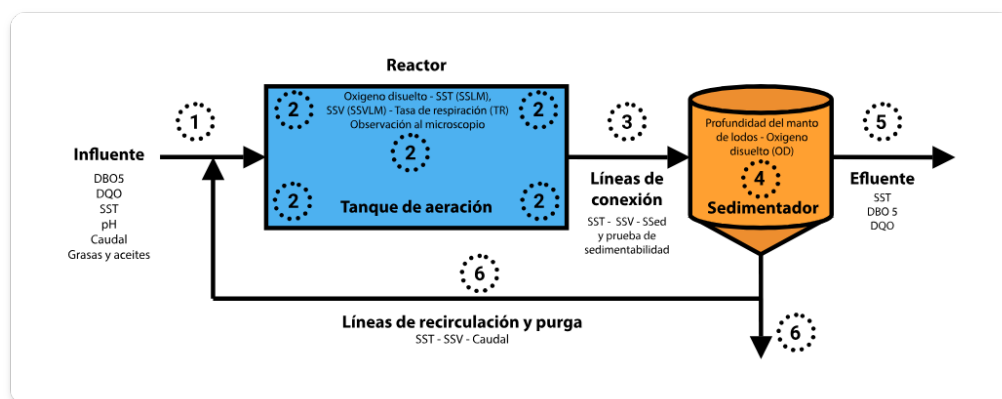 Reactor
1
Influente
DBO5
DQO
SST
pH
Caudal
Grasas y aceites
2
Oxigeno disuelto - SST (SSLM),
SSV (SSVLM) - Tasa de respiración (TR)
Observación al microscopio
2
2
2
Tanque de aeración
2
3
Líneas de
conexión
SST - SSV - SSed
y prueba de
sedimentabilidad
Profundidad del manto
de lodos - Oxigeno
disuelto (OD)
4
Sedimentador
5
Efluente
SST
DBO 5
DQO
6
Líneas de recirculación y purga
SST - SSV - Caudal
6